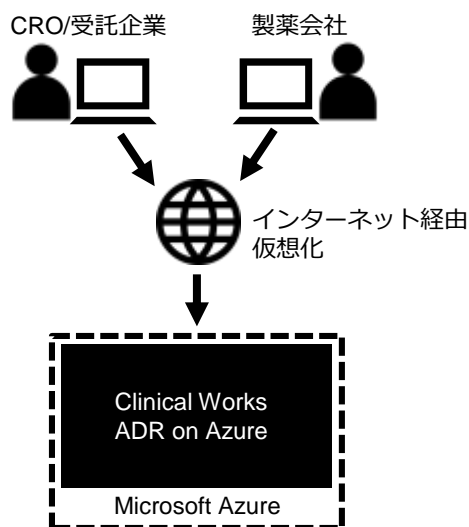 CRO/受託企業
製薬会社
インターネット経由
仮想化
Clinical Works
ADR on Azure
Microsoft Azure